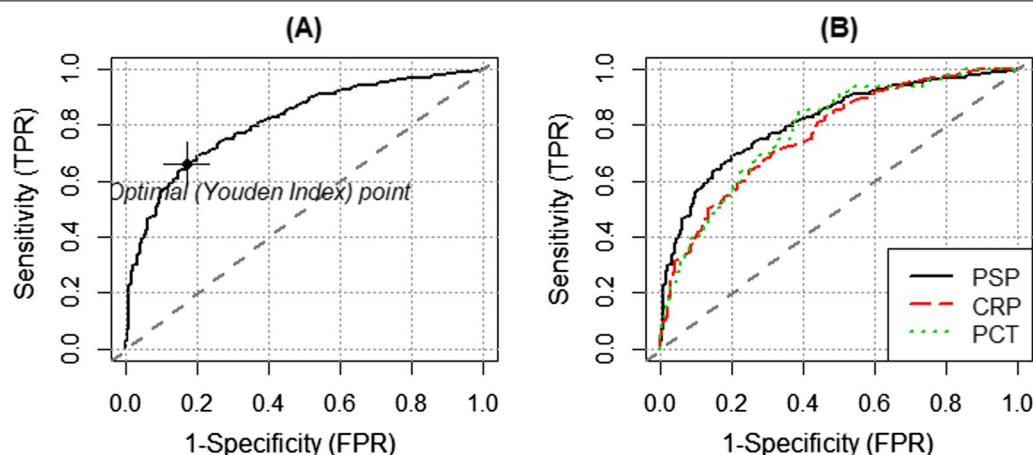 (A)
Sensitivity (TPR)
1.0
0.8
0.6
0.4
0.2
0.0
Optimal (Youden Index) point
0.0 0.2 0.4 0.6 0.8 1.0
1-Specificity (FPR)
(B)
Sensitivity (TPR)
1.0
0.8
0.6
0.4
0.2
0.0
PSP
CRP
PCT
0.0 0.2 0.4 0.6 0.8 1.0
1-Specificity (FPR)